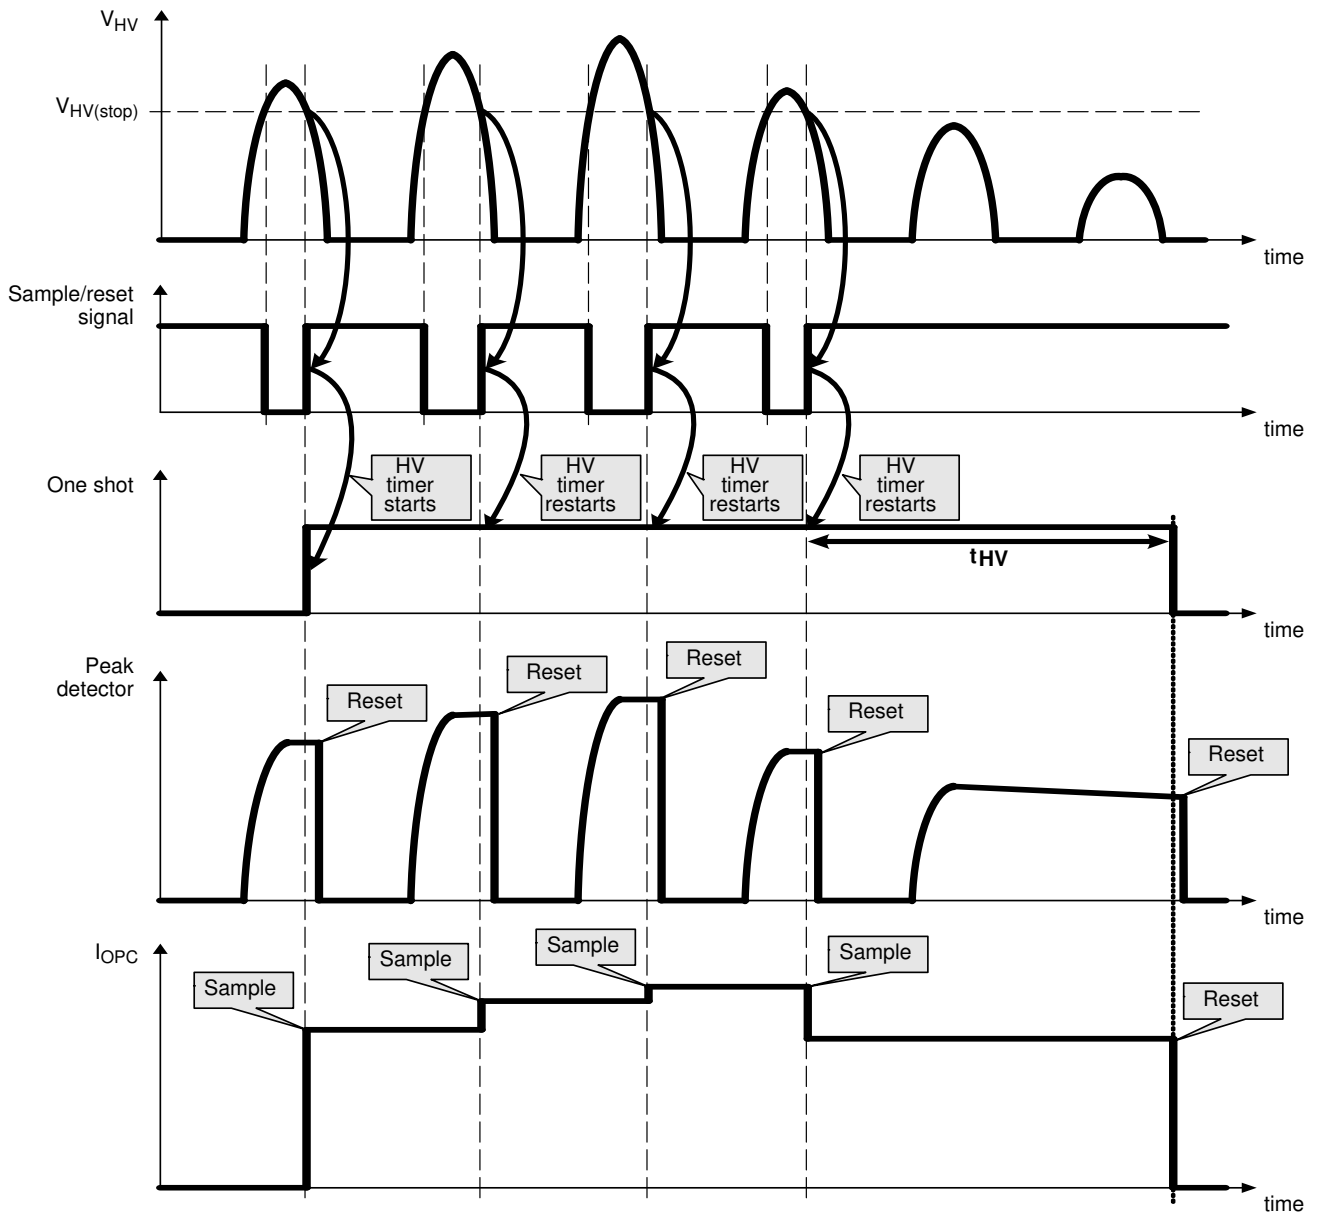 VHV
VHV(stop)
time
Sample/reset
signal
time
One shot
HV
timer
starts
HV
timer
restarts
HV
timer
restarts
HV
timer
restarts
tHV
time
Peak
detector
Reset
Reset
Reset
Reset
Reset
time
IOPC
Sample
Sample
Sample
Sample
Reset
time